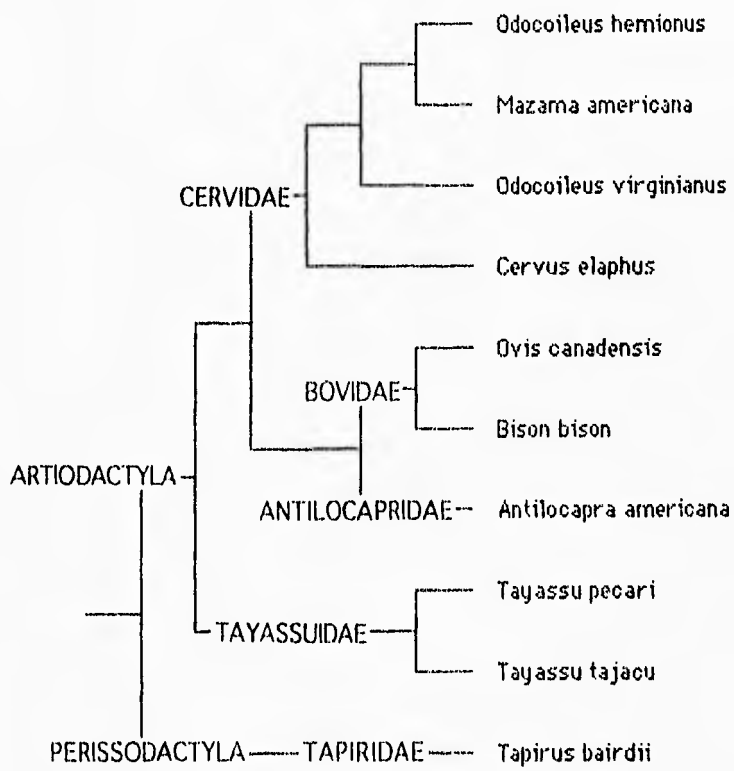 Odocoileus hemionus
Mazama americana
Odocoileus virginianus
CERVIDAE
Cervus elaphus
Ovis canadensis
BOVIDAE
Bison bison
ARTIODACTYLA
ANTILOCAPRIDAE
Antilocapra americana
Tayassu pecari
TAYASSUIDAE
Tayassu tajacu
PERISSODACTYLA
TAPIRIDAE
Tapirus bairdii